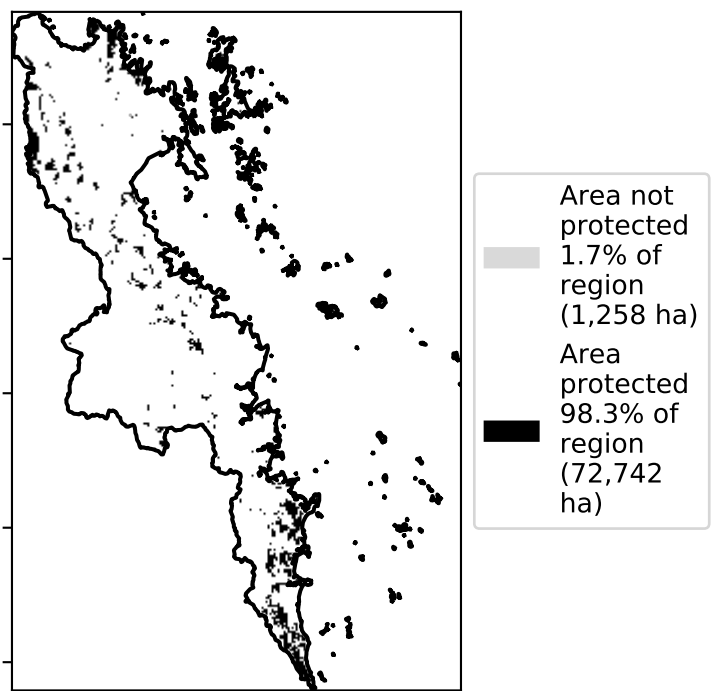 Area not
protected
1.7% of
region
(1,258 ha)
Area
protected
98.3% of
region
(72,742
ha)